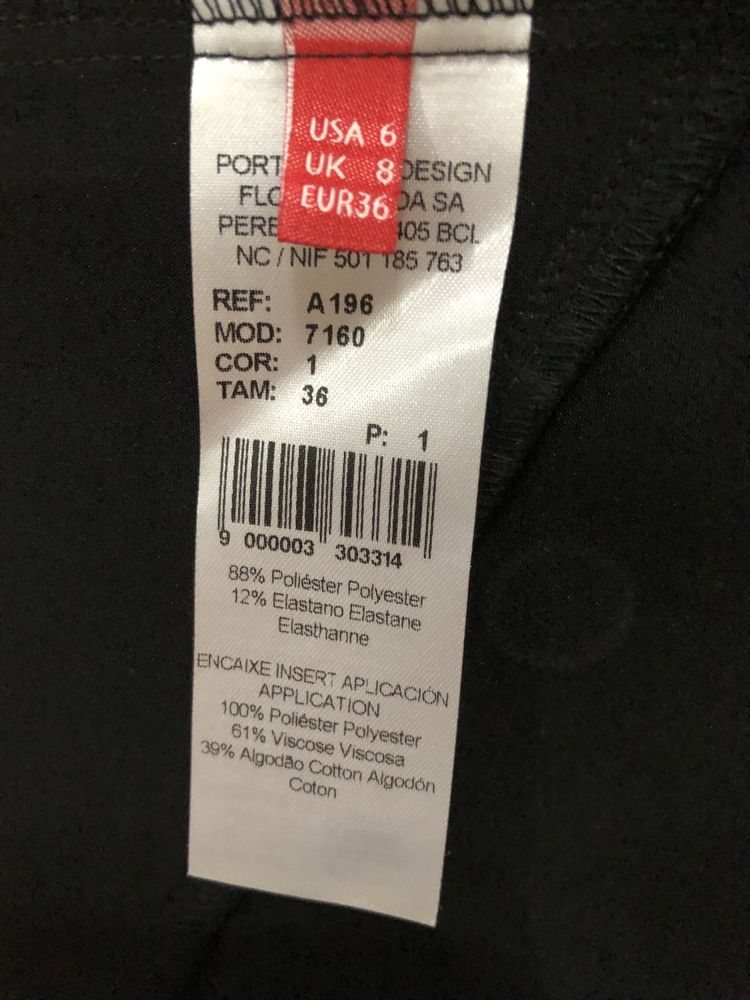 USA 6
UK 8
EUR36
PORT DESIGN
FLO DA SA
PERE 405 BCL
NC / NIF 501 185 763
REF: A196
MOD: 7160
COR: 1
TAM: 36
P: 1
9 000003 303314
88% Poliéster Polyester
12% Elastano Elastane
Elasthanne
ENCAIXE INSERT APLICACIÓN
APPLICATION
100% Poliéster Polyester
61% Viscose Viscosa
39% Algodão Cotton Algodón
Coton